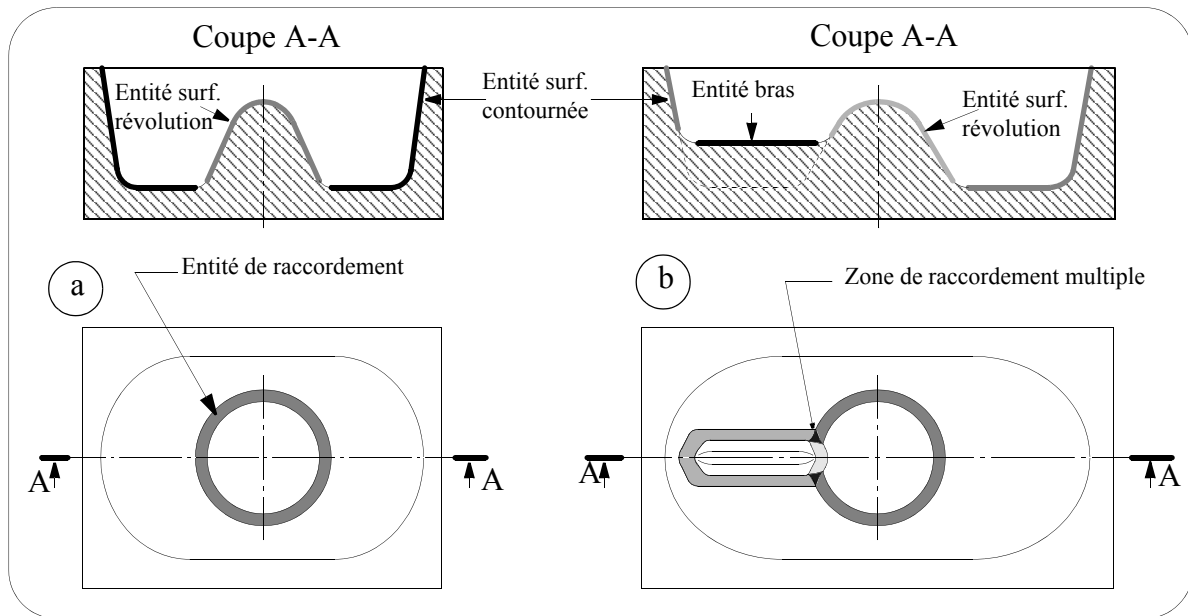 Coupe A-A
Entité surf.
révolution
Entité surf.
contournée
Coupe A-A
Entité bras
Entité surf.
révolution
a
Entité de raccordement
b
Zone de raccordement multiple
A
A
A
A